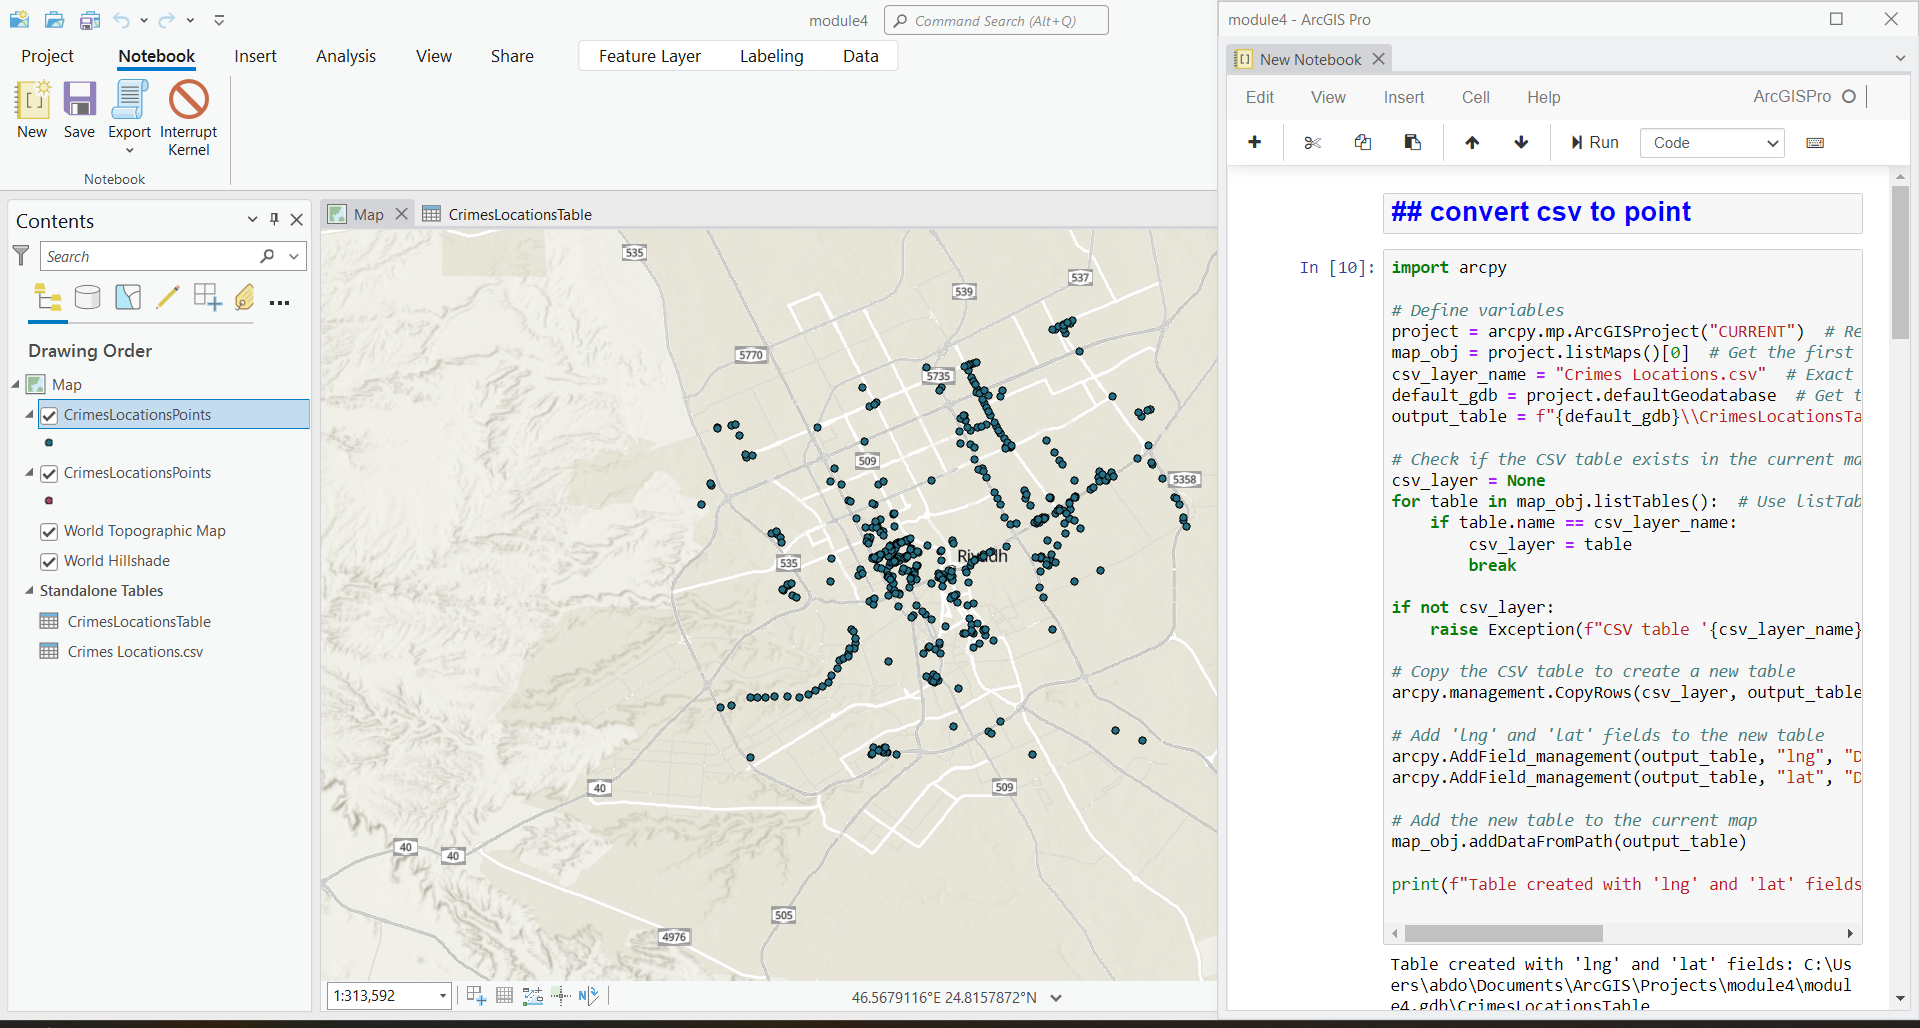 module4
Command Search (Alt+Q)
Project
Notebook
Insert
Analysis
View
Share
Feature Layer
Labeling
Data
New
Save
Export
Interrupt
Kernel
Notebook
Contents
Search
Drawing Order
Map
CrimesLocationsPoints
CrimesLocationsPoints
World Topographic Map
World Hillshade
Standalone Tables
CrimesLocationsTable
Crimes Locations.csv
Map
CrimesLocationsTable
535
537
539
5770
5735
509
5358
Riyadh
535
40
509
40
40
505
4976
1:313,592
N
46.5679116°E 24.8157872°N
module4 - ArcGIS Pro
New Notebook
Edit
View
Insert
Cell
Help
ArcGISPro
Run
Code
## convert csv to point
In [10]:
import arcpy
# Define variables
project = arcpy.mp.ArcGISProject("CURRENT")  # Re
map_obj = project.listMaps()[0]  # Get the first
csv_layer_name = "Crimes Locations.csv"  # Exact
default_gdb = project.defaultGeodatabase  # Get t
output_table = f"{default_gdb}\\CrimesLocationsTa
# Check if the CSV table exists in the current ma
csv_layer = None
for table in map_obj.listTables():  # Use listTab
    if table.name == csv_layer_name:
        csv_layer = table
        break
if not csv_layer:
    raise Exception(f"CSV table '{csv_layer_name}
# Copy the CSV table to create a new table
arcpy.management.CopyRows(csv_layer, output_table
# Add 'lng' and 'lat' fields to the new table
arcpy.AddField_management(output_table, "lng", "D
arcpy.AddField_management(output_table, "lat", "D
# Add the new table to the current map
map_obj.addDataFromPath(output_table)
print(f"Table created with 'lng' and 'lat' fields
Table created with 'lng' and 'lat' fields: C:\Us
ers\abdo\Documents\ArcGIS\Projects\module4\modul
e4.gdb\CrimesLocationsTable